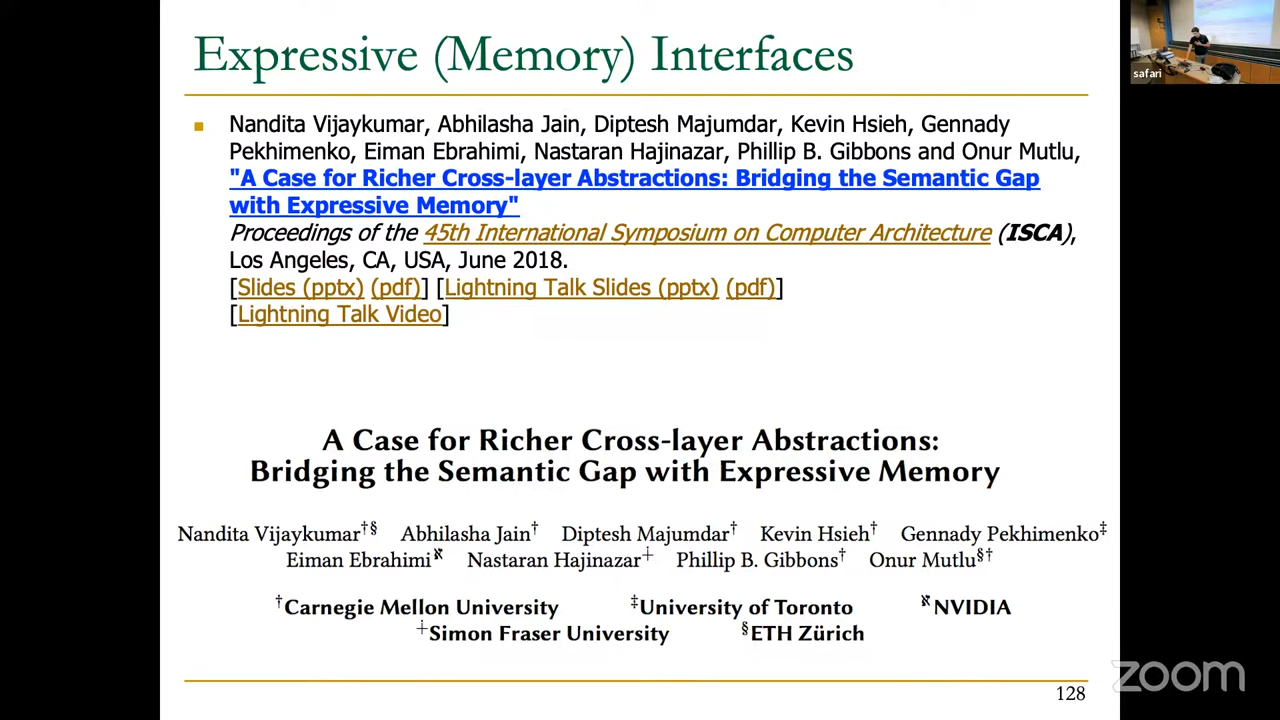 Expressive (Memory) Interfaces
Nandita Vijaykumar, Abhilasha Jain, Diptesh Majumdar, Kevin Hsieh, Gennady
Pekhimenko, Eiman Ebrahimi, Nastaran Hajinazar, Phillip B. Gibbons and Onur Mutlu,
"A Case for Richer Cross-layer Abstractions: Bridging the Semantic Gap
with Expressive Memory"
Proceedings of the 45th International Symposium on Computer Architecture (ISCA),
Los Angeles, CA, USA, June 2018.
[Slides (pptx) (pdf)] [Lightning Talk Slides (pptx) (pdf)]
[Lightning Talk Video]
A Case for Richer Cross-layer Abstractions:
Bridging the Semantic Gap with Expressive Memory
Nandita Vijaykumar†§ Abhilasha Jain† Diptesh Majumdar† Kevin Hsieh† Gennady Pekhimenko‡
Eiman Ebrahimiℵ Nastaran Hajinazar⸸ Phillip B. Gibbons† Onur Mutlu§†
†Carnegie Mellon University ‡University of Toronto ℵNVIDIA
⸸Simon Fraser University §ETH Zürich
128
safari
zoom